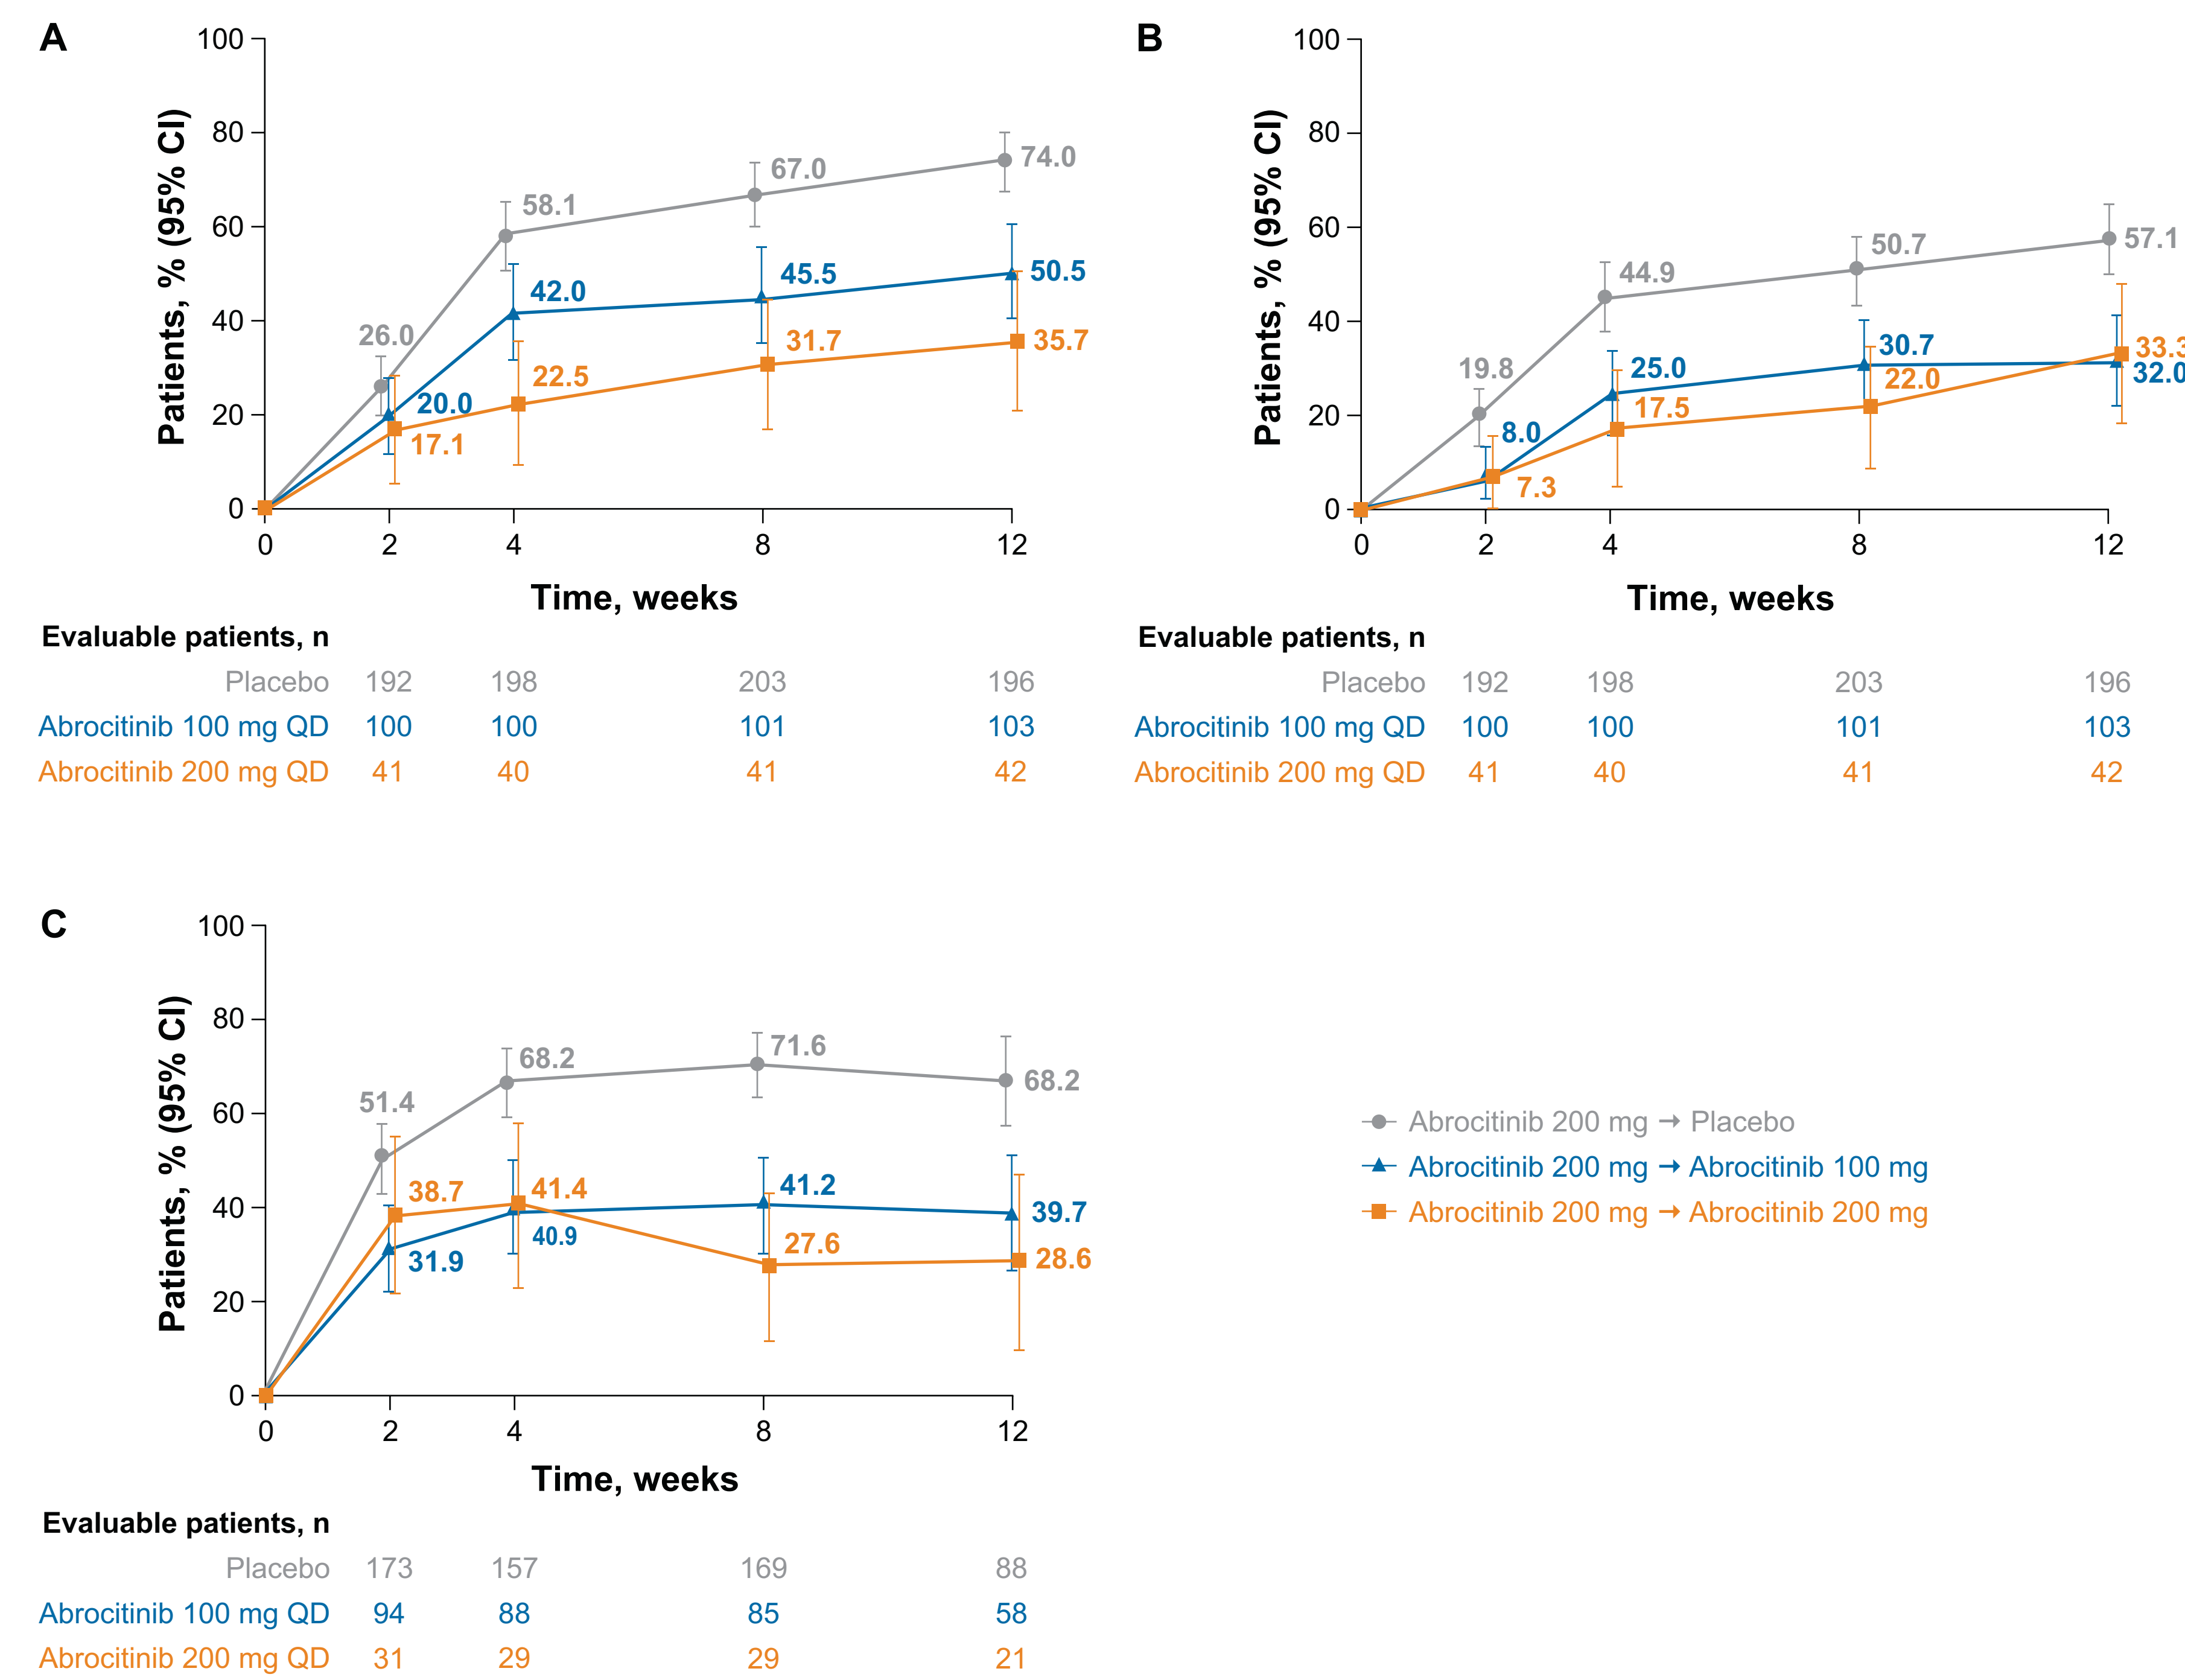 A
Patients, % (95% CI)
100
80
60
40
20
0
26.0
58.1
67.0
74.0
20.0
42.0
45.5
50.5
17.1
22.5
31.7
35.7
0 2 4 8 12
Time, weeks
Evaluable patients, n
Placebo 192 198 203 196
Abrocitinib 100 mg QD 100 100 101 103
Abrocitinib 200 mg QD 41 40 41 42
B
Patients, % (95% CI)
100
80
60
40
20
0
19.8
44.9
50.7
57.1
8.0
25.0
30.7
32.0
7.3
17.5
22.0
33.3
0 2 4 8 12
Time, weeks
Evaluable patients, n
Placebo 192 198 203 196
Abrocitinib 100 mg QD 100 100 101 103
Abrocitinib 200 mg QD 41 40 41 42
C
Patients, % (95% CI)
100
80
60
40
20
0
51.4
68.2
71.6
68.2
38.7
41.4
27.6
28.6
31.9
40.9
41.2
39.7
0 2 4 8 12
Time, weeks
Evaluable patients, n
Placebo 173 157 169 88
Abrocitinib 100 mg QD 94 88 85 58
Abrocitinib 200 mg QD 31 29 29 21
Abrocitinib 200 mg → Placebo
Abrocitinib 200 mg → Abrocitinib 100 mg
Abrocitinib 200 mg → Abrocitinib 200 mg